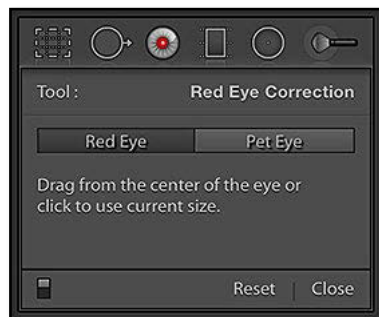 Tool : Red Eye Correction
Red Eye Pet Eye
Drag from the center of the eye or
click to use current size.
Reset | Close